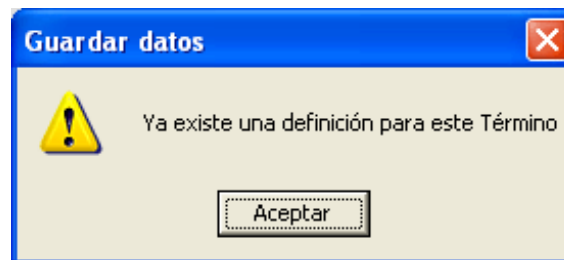 Guardar datos
Ya existe una definición para este Término
Aceptar